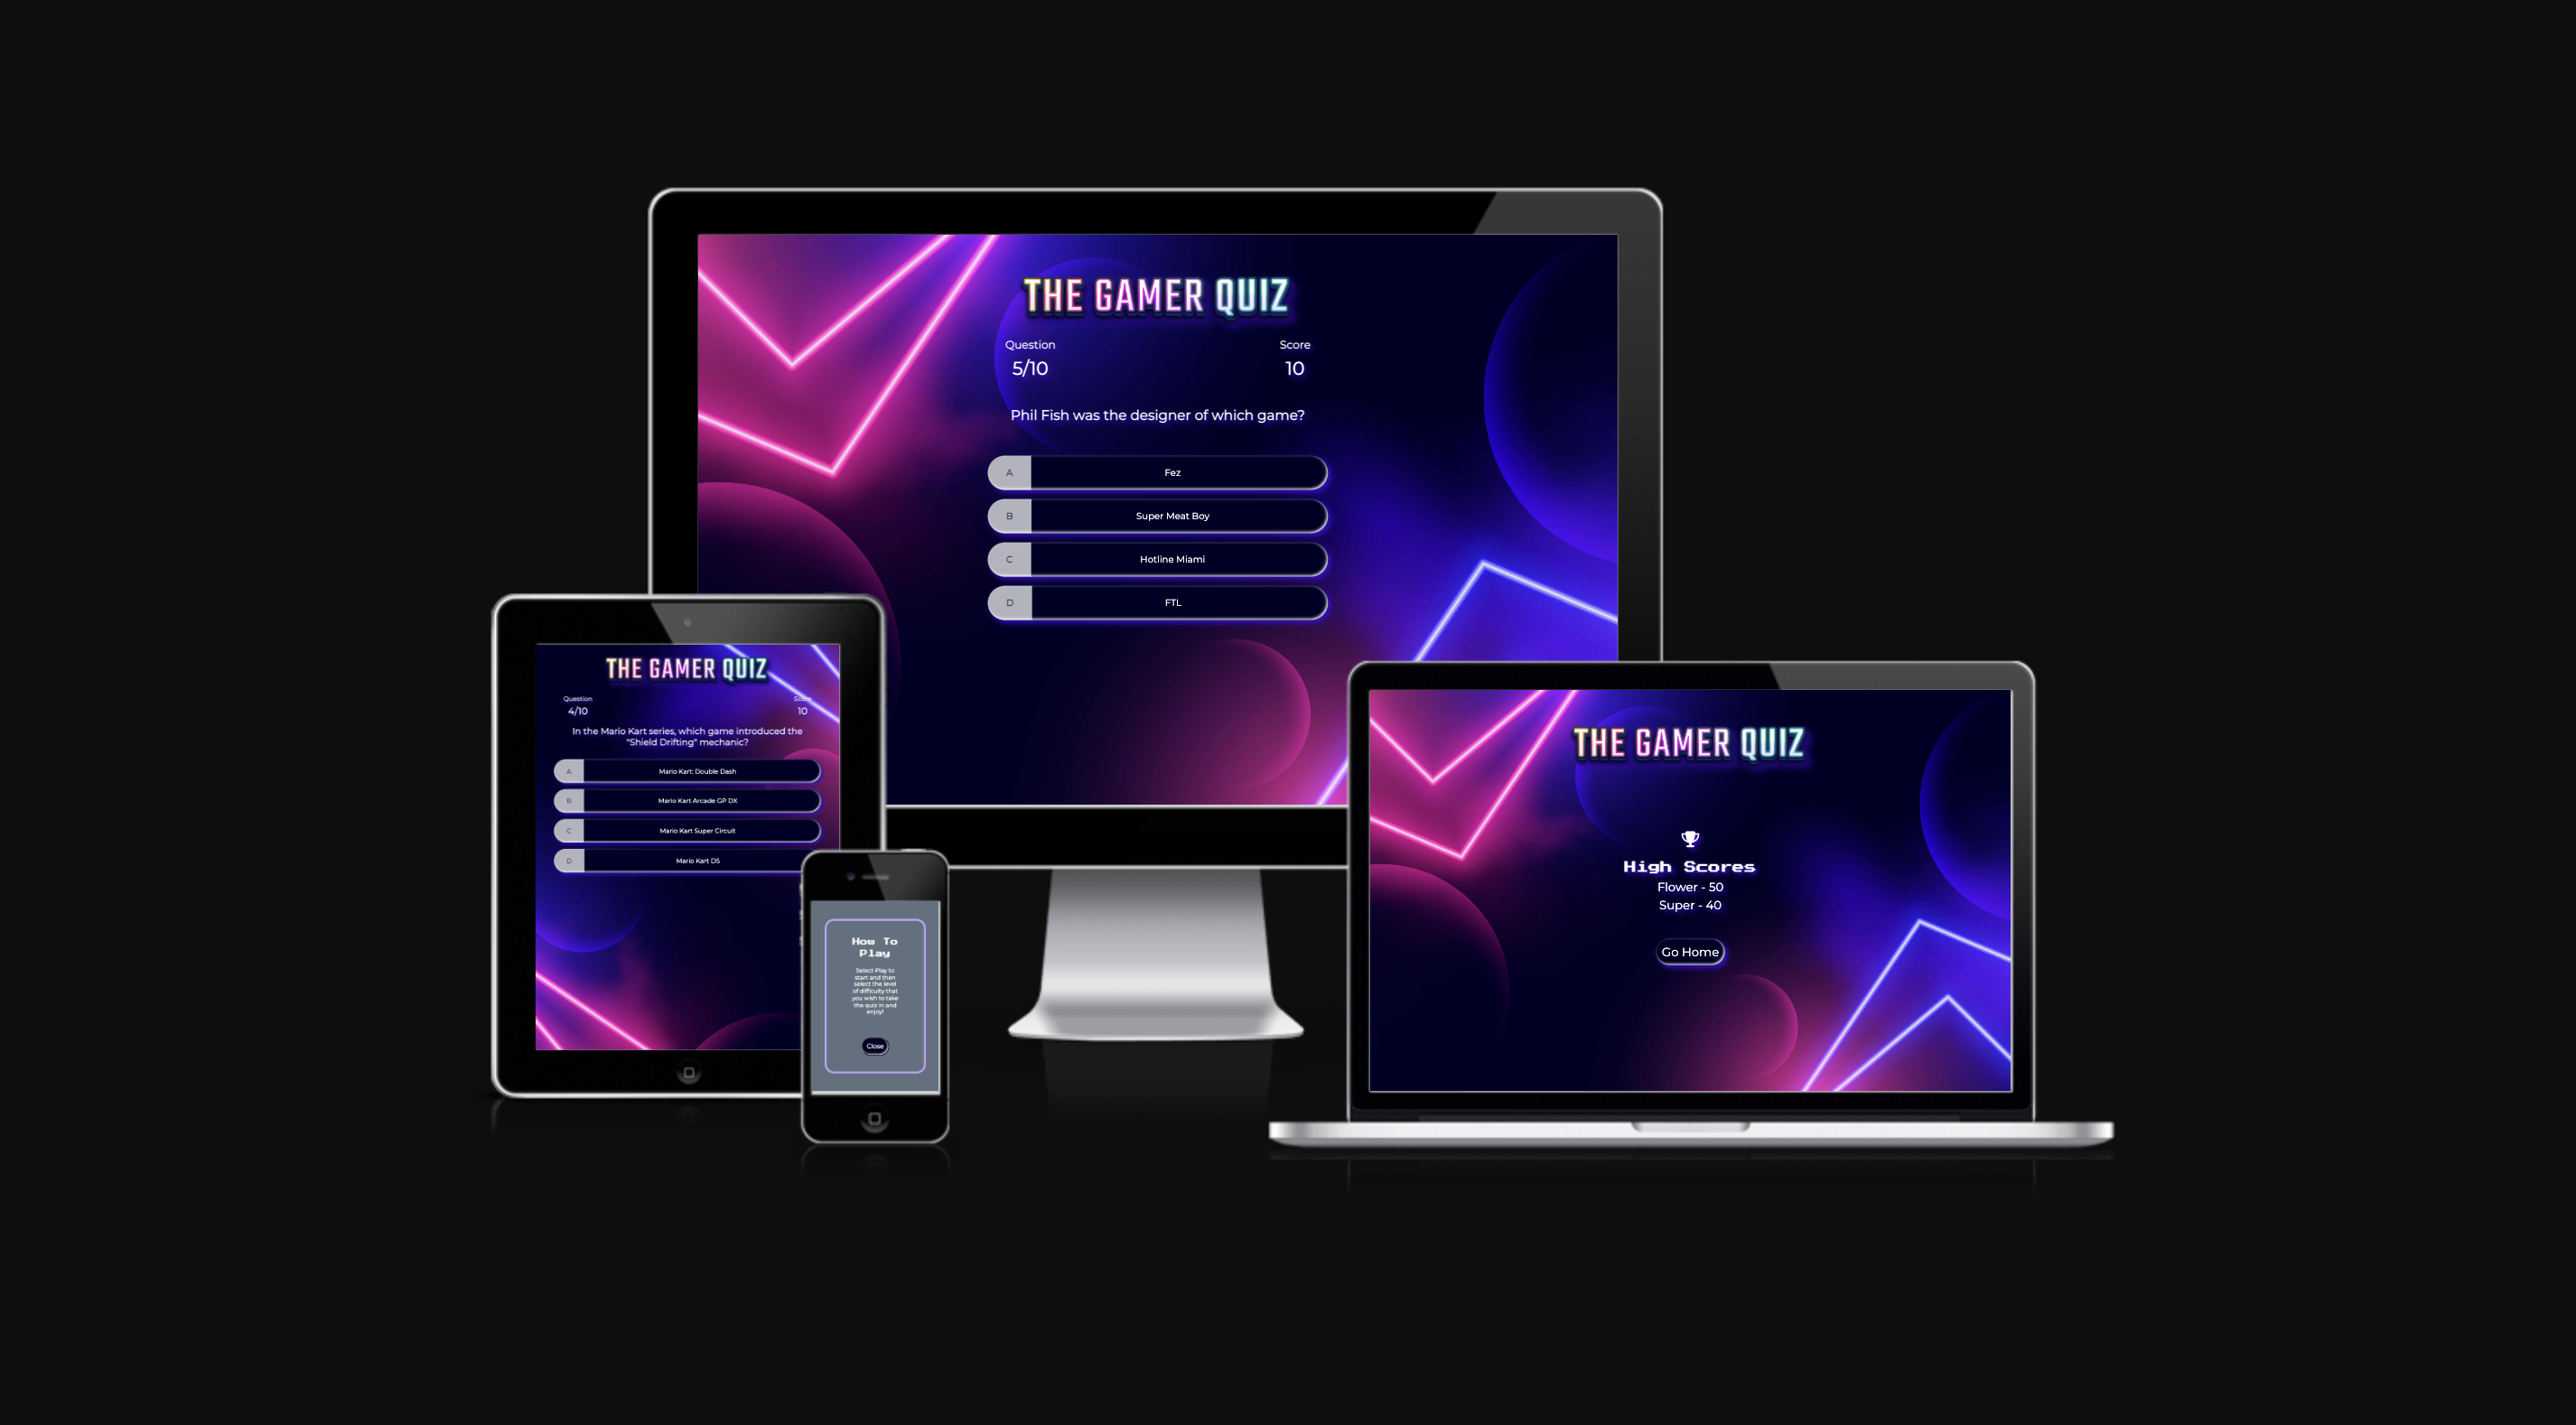 THE GAMER QUIZ
Question
Score
5/10
10
Phil Fish was the designer of which game?
A
Fez
B
Super Meat Boy
C
Hotline Miami
D
FTL
THE GAMER QUIZ
Question
Score
4/10
10
In the Mario Kart series, which game introduced the
"Shield Drifting" mechanic?
A
Mario Kart: Double Dash
B
Mario Kart Arcade GP DX
C
Mario Kart Super Circuit
D
Mario Kart DS
How To
Play
Select Play to
start and then
select the level
of difficulty that
you wish to take
the quiz in and
enjoy!
Close
THE GAMER QUIZ
High Scores
Flower - 50
Super - 40
Go Home